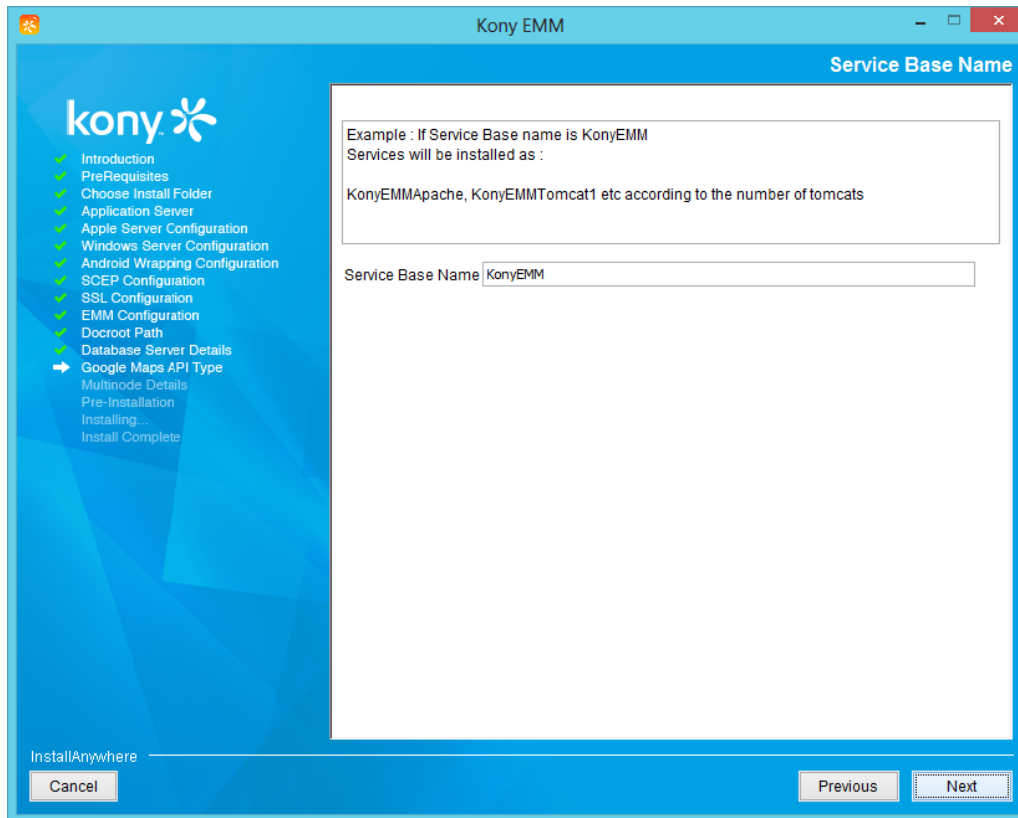 Kony EMM
Service Base Name
kony
Introduction
PreRequisites
Choose Install Folder
Application Server
Apple Server Configuration
Windows Server Configuration
Android Wrapping Configuration
SCEP Configuration
SSL Configuration
EMM Configuration
Docroot Path
Database Server Details
Google Maps API Type
Multinode Details
Pre-Installation
Installing...
Install Complete
Example : If Service Base name is KonyEMM
Services will be installed as :
KonyEMMApache, KonyEMMTomcat1 etc according to the number of tomcats
Service Base Name KonyEMM
InstallAnywhere
Cancel Previous Next